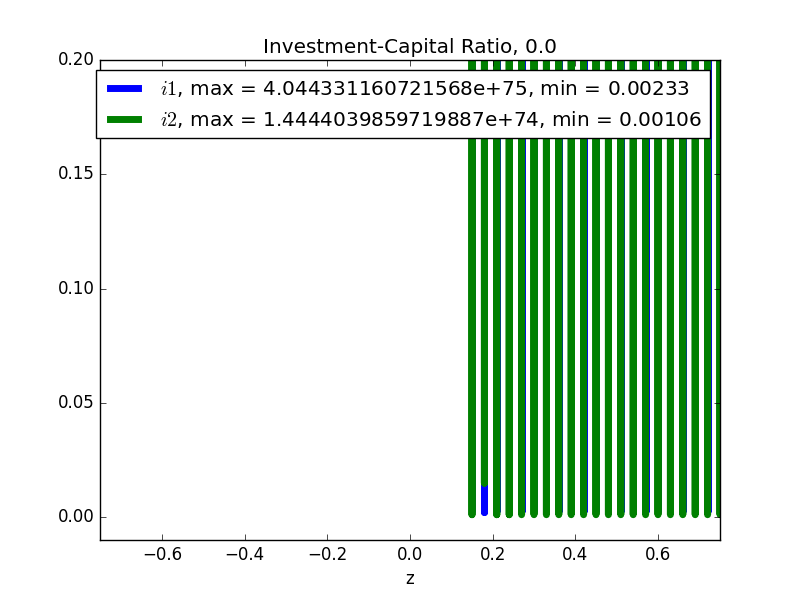 Investment-Capital Ratio, 0.0
0.20
i1, max = 4.044331160721568e+75, min = 0.00233
i2, max = 1.4444039859719887e+74, min = 0.00106
0.15
0.10
0.05
0.00
−0.6 −0.4 −0.2 0.0 0.2 0.4 0.6
z